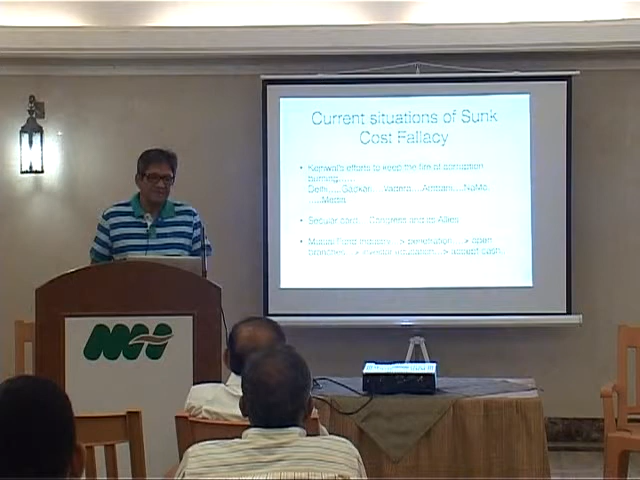 Current situations of Sunk
Cost Fallacy
• Kejriwal's efforts to keep the fire of corruption
burning......
Delhi.... Gadkari.... Vadera.... Ambani....NaMo
.....Media
• Secular card... Congress and its Allies
• Mutual Fund Industry...> penetration....> open
branches....> investor education...> accept cash..